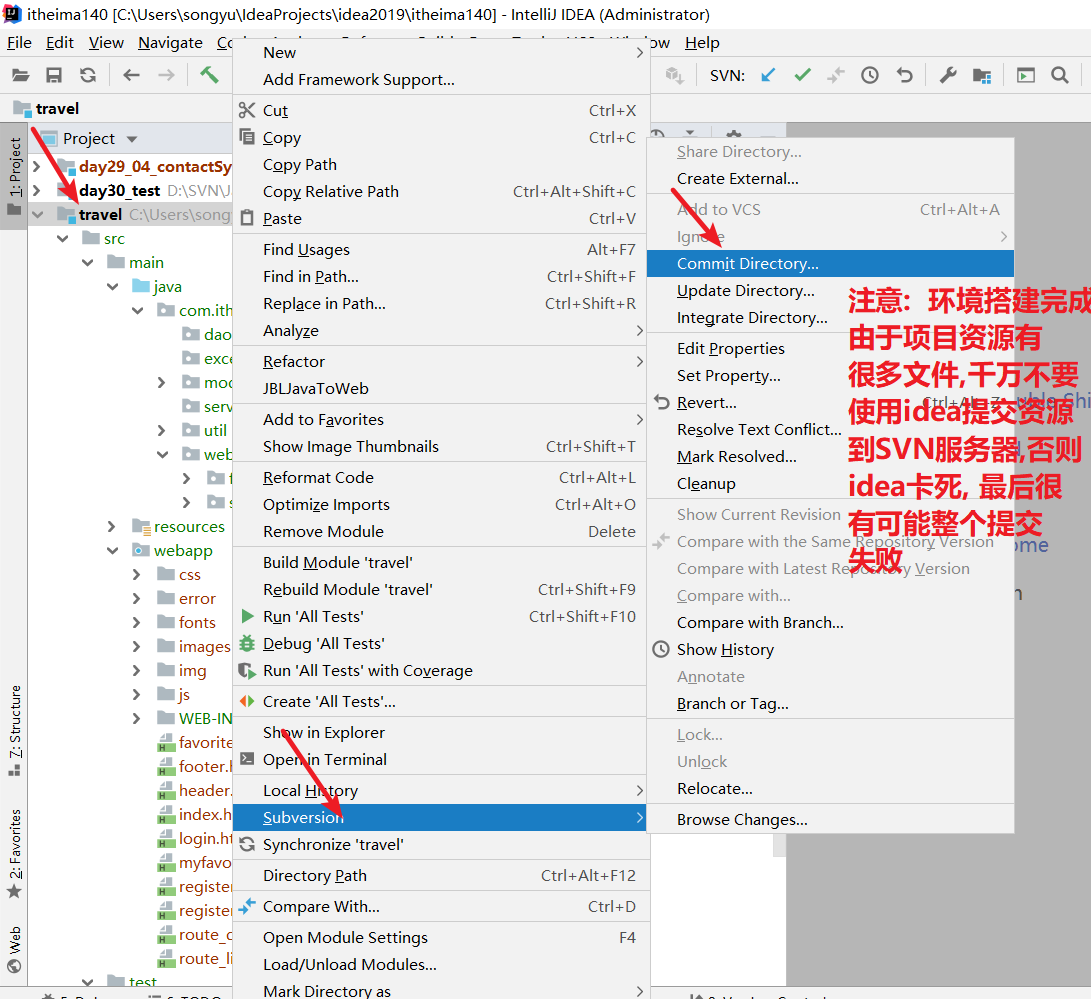 itheima140 [C:\Users\songyu\IdeaProjects\idea2019\itheima140] - IntelliJ IDEA (Administrator)
File Edit View Navigate Help
SVN:
travel
Project
1: Project
day29_04_contactSy
day30_test D:\SVN\J
travel C:\Users\songy
src
main
java
com.ith
dao
exce
mod
serv
util
web
resources
webapp
css
error
fonts
images
img
js
WEB-IN
favorite
footer.h
header.
index.h
login.ht
myfavo
register
register
route_d
route_li
test
7: Structure
2: Favorites
Web
New
Add Framework Support...
Cut Ctrl+X
Copy Ctrl+C
Copy Path
Copy Relative Path Ctrl+Alt+Shift+C
Paste Ctrl+V
Find Usages Alt+F7
Find in Path... Ctrl+Shift+F
Replace in Path... Ctrl+Shift+R
Analyze
Refactor
JBLJavaToWeb
Add to Favorites
Show Image Thumbnails Ctrl+Shift+T
Reformat Code Ctrl+Alt+L
Optimize Imports Ctrl+Alt+O
Remove Module Delete
Build Module 'travel'
Rebuild Module 'travel' Ctrl+Shift+F9
Run 'All Tests' Ctrl+Shift+F10
Debug 'All Tests'
Run 'All Tests' with Coverage
Create 'All Tests'...
Show in Explorer
Open in Terminal
Local History
Subversion
Synchronize 'travel'
Directory Path Ctrl+Alt+F12
Compare With... Ctrl+D
Open Module Settings F4
Load/Unload Modules...
Mark Directory as
Share Directory...
Create External...
Add to VCS Ctrl+Alt+A
Ignore
Commit Directory...
Update Directory...
Integrate Directory...
Edit Properties
Set Property...
Revert... Ctrl+Alt+Z
Resolve Text Conflict...
Mark Resolved...
Cleanup
Show Current Revision
Compare with the Same Repository Version
Compare with Latest Repository Version
Compare with...
Compare with Branch...
Show History
Annotate
Branch or Tag...
Lock...
Unlock
Relocate...
Browse Changes...
注意: 环境搭建完成
由于项目资源有
很多文件,千万不要
使用idea提交资源
到SVN服务器,否则
idea卡死, 最后很
有可能整个提交
失败